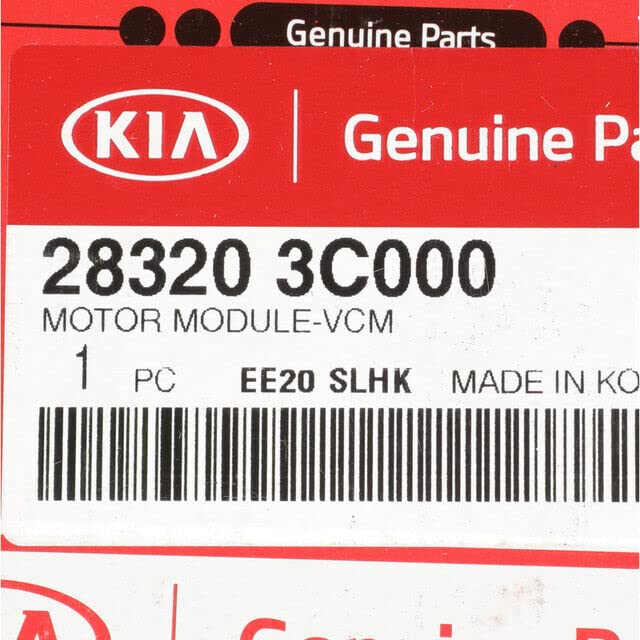 Genuine Parts
KIA
Genuine Pa
28320 3C000
MOTOR MODULE-VCM
1 PC EE20 SLHK MADE IN KO